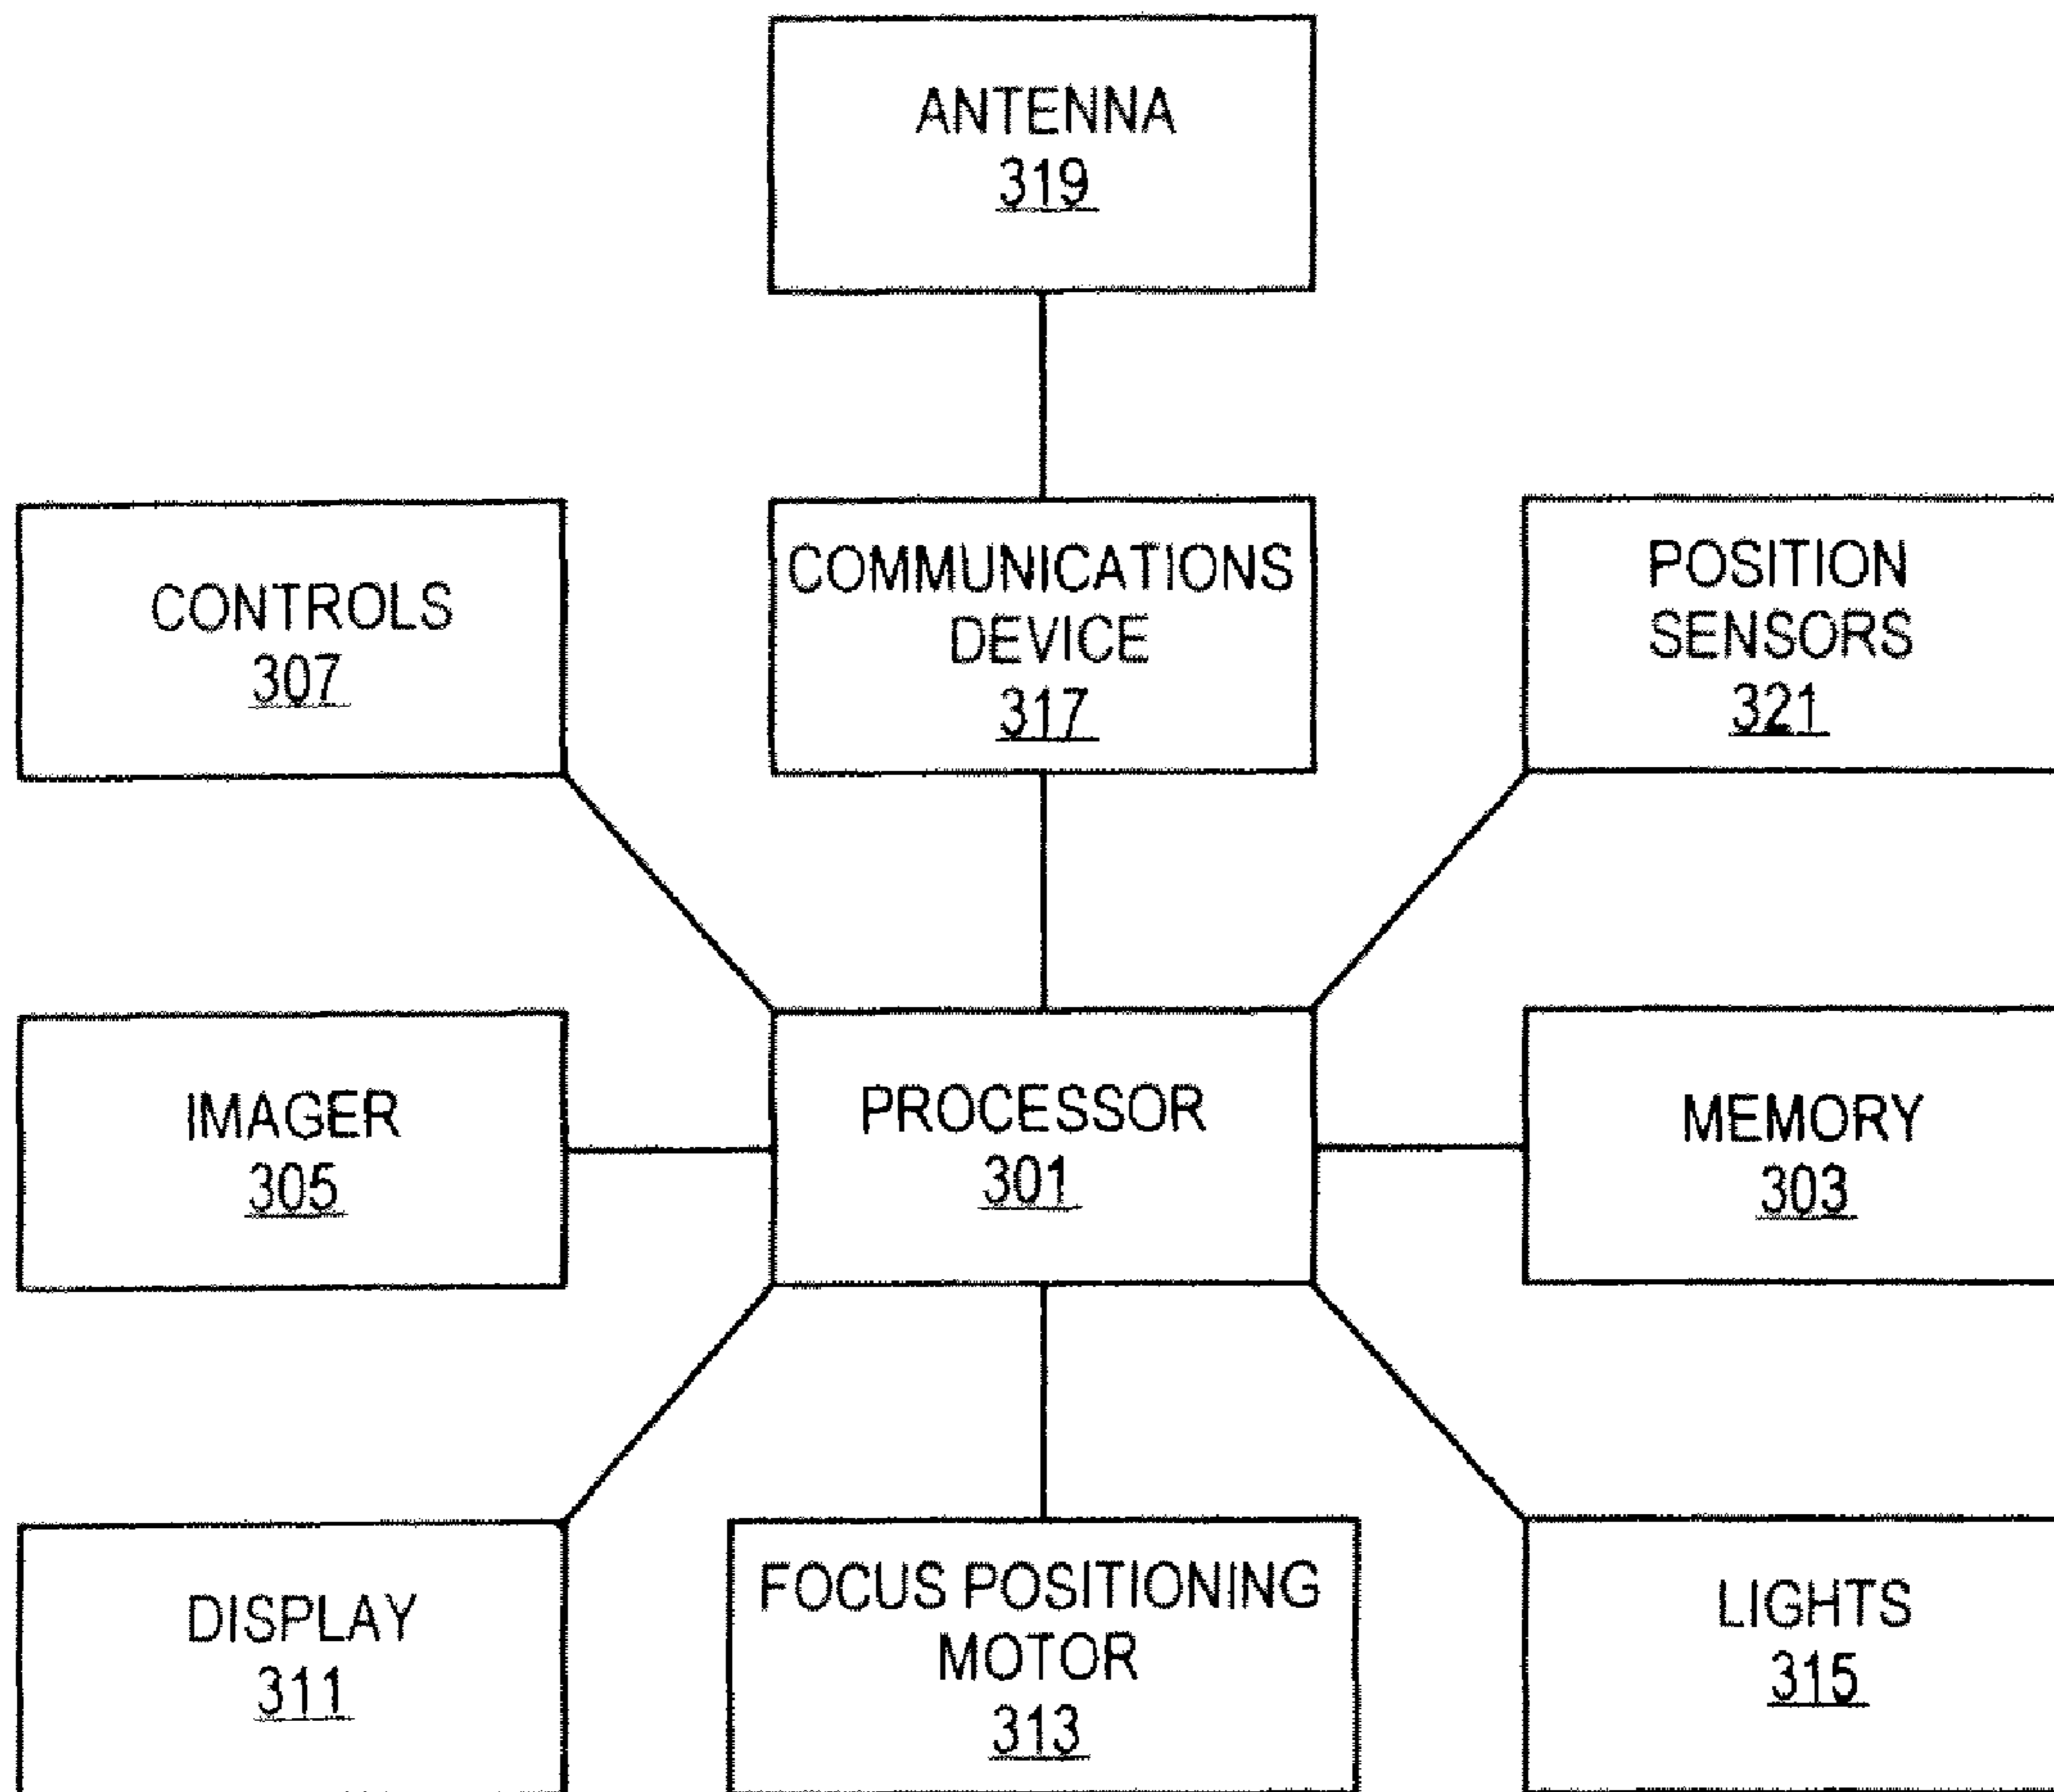 ANTENNA
319
CONTROLS
307
COMMUNICATIONS
DEVICE
317
POSITION
SENSORS
321
IMAGER
305
PROCESSOR
301
MEMORY
303
DISPLAY
311
FOCUS POSITIONING
MOTOR
313
LIGHTS
315